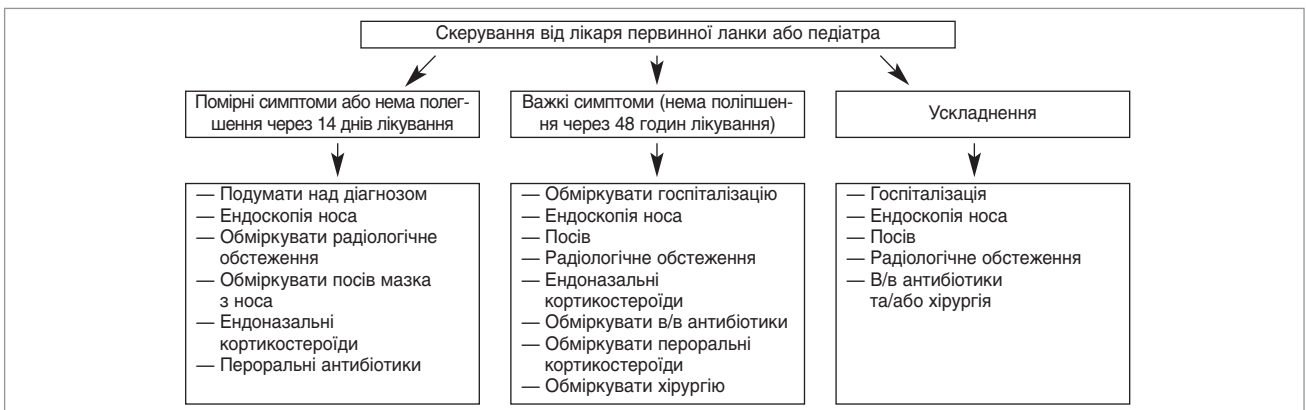 Скерування від лікаря первинної ланки або педіатра
Помірні симптоми або нема полег-
шення через 14 днів лікування
Важкі симптоми (нема поліпшен-
ня через 48 годин лікування)
Ускладнення
— Подумати над діагнозом
— Ендоскопія носа
— Обміркувати радіологічне
обстеження
— Обміркувати посів мазка
з носа
— Ендоназальні
кортикостероїди
— Пероральні антибіотики
— Обміркувати госпіталізацію
— Ендоскопія носа
— Посів
— Радіологічне обстеження
— Ендоназальні
кортикостероїди
— Обміркувати в/в антибіотики
— Обміркувати пероральні
кортикостероїди
— Обміркувати хірургію
— Госпіталізація
— Ендоскопія носа
— Посів
— Радіологічне обстеження
— В/в антибіотики
та/або хірургія